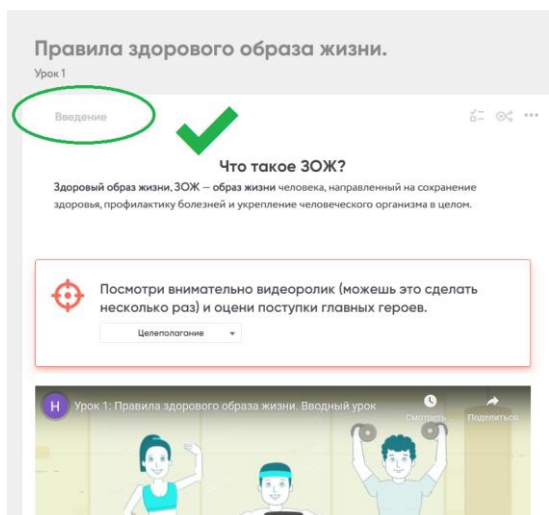 Правила здорового образа жизни.
Урок 1
Введение
Что такое ЗОЖ?
Здоровый образ жизни, ЗОЖ — образ жизни человека, направленный на сохранение
здоровья, профилактику болезней и укрепление человеческого организма в целом.
Посмотри внимательно видеоролик (можешь это сделать
несколько раз) и оцени поступки главных героев.
Целеполагание
Н Урок 1: Правила здорового образа жизни. Вводный урок
Смотреть ... Поделиться